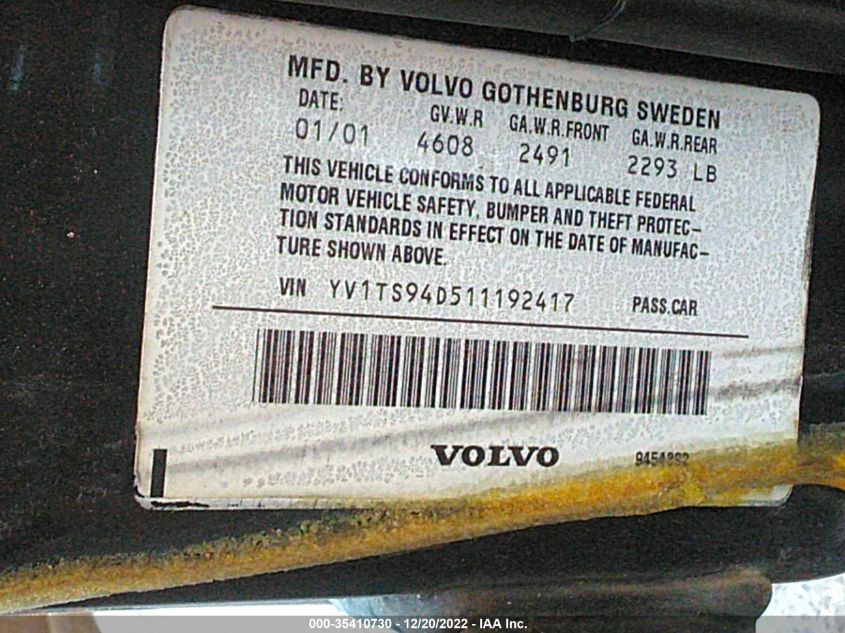 MFD. BY VOLVO GOTHENBURG SWEDEN
DATE: GV.W.R GA.W.R.FRONT GA.W.R.REAR
01/01 4608 2491 2293 LB
THIS VEHICLE CONFORMS TO ALL APPLICABLE FEDERAL
MOTOR VEHICLE SAFETY, BUMPER AND THEFT PROTEC-
TION STANDARDS IN EFFECT ON THE DATE OF MANUFAC-
TURE SHOWN ABOVE.
VIN YV1TS94D511192417 PASS.CAR
VOLVO
000-35410730 - 12/20/2022 - IAA Inc.